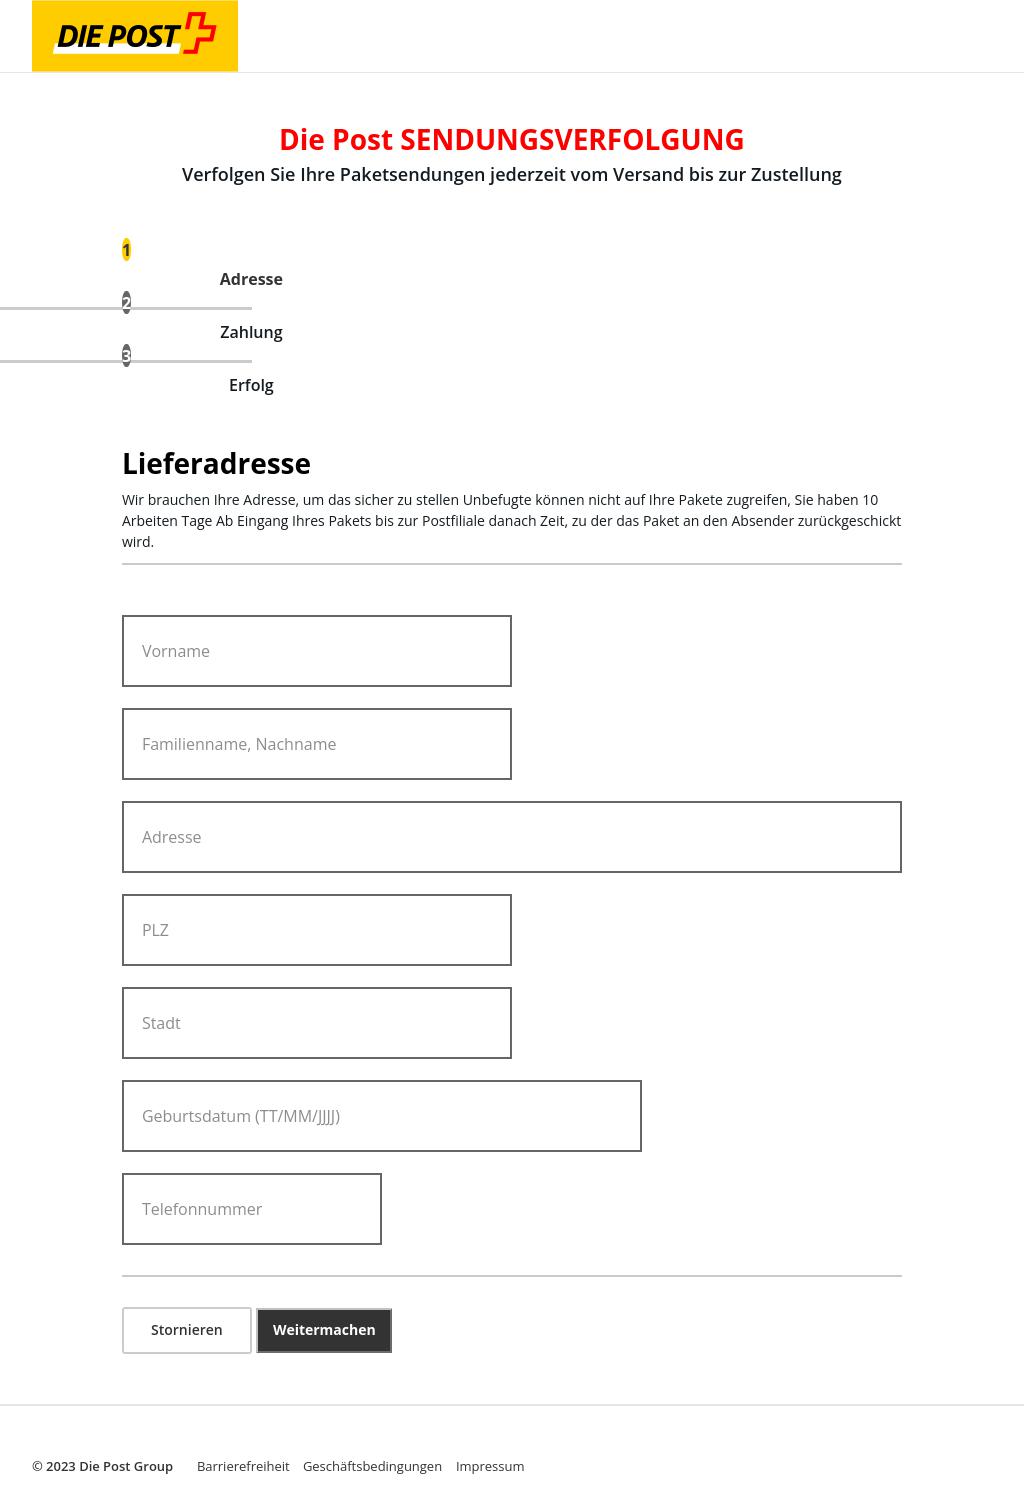 DIE POST
Die Post SENDUNGSVERFOLGUNG
Verfolgen Sie Ihre Paketsendungen jederzeit vom Versand bis zur Zustellung
1
Adresse
2
Zahlung
3
Erfolg
Lieferadresse
Wir brauchen Ihre Adresse, um das sicher zu stellen Unbefugte können nicht auf Ihre Pakete zugreifen, Sie haben 10
Arbeiten Tage Ab Eingang Ihres Pakets bis zur Postfiliale danach Zeit, zu der das Paket an den Absender zurückgeschickt
wird.
Vorname
Familienname, Nachname
Adresse
PLZ
Stadt
Geburtsdatum (TT/MM/JJJJ)
Telefonnummer
Stornieren Weitermachen
© 2023 Die Post Group Barrierefreiheit Geschäftsbedingungen Impressum